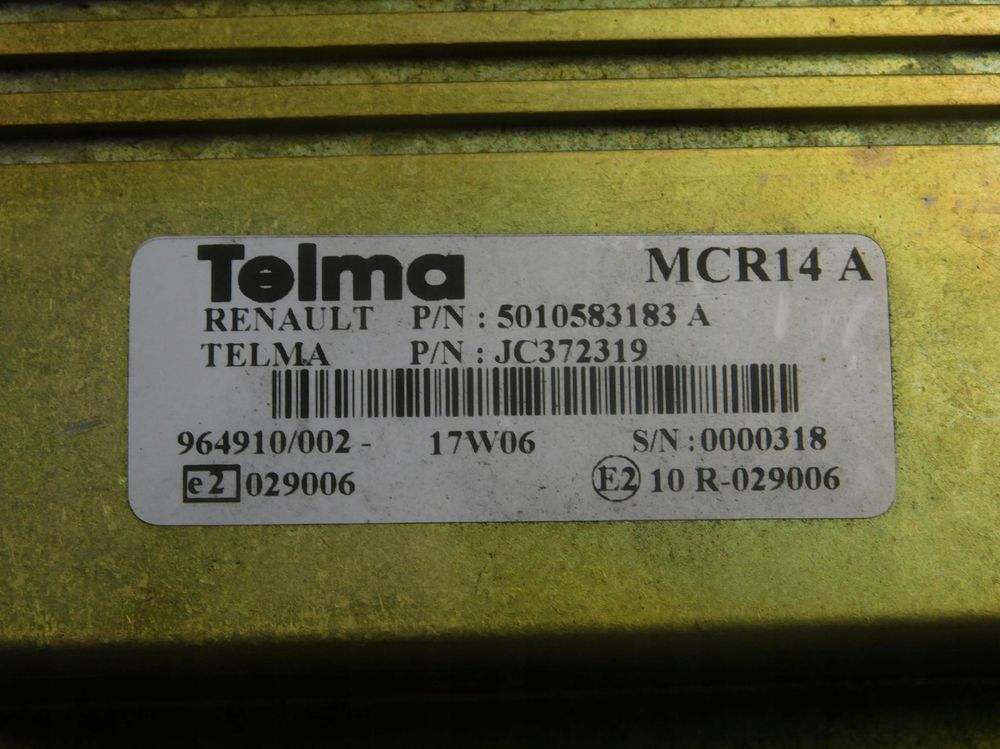 Telma MCR14 A
RENAULT P/N : 5010583183 A
TELMA P/N : JC372319
964910/002 - 17W06 S/N : 0000318
e2 029006 E2 10 R-029006